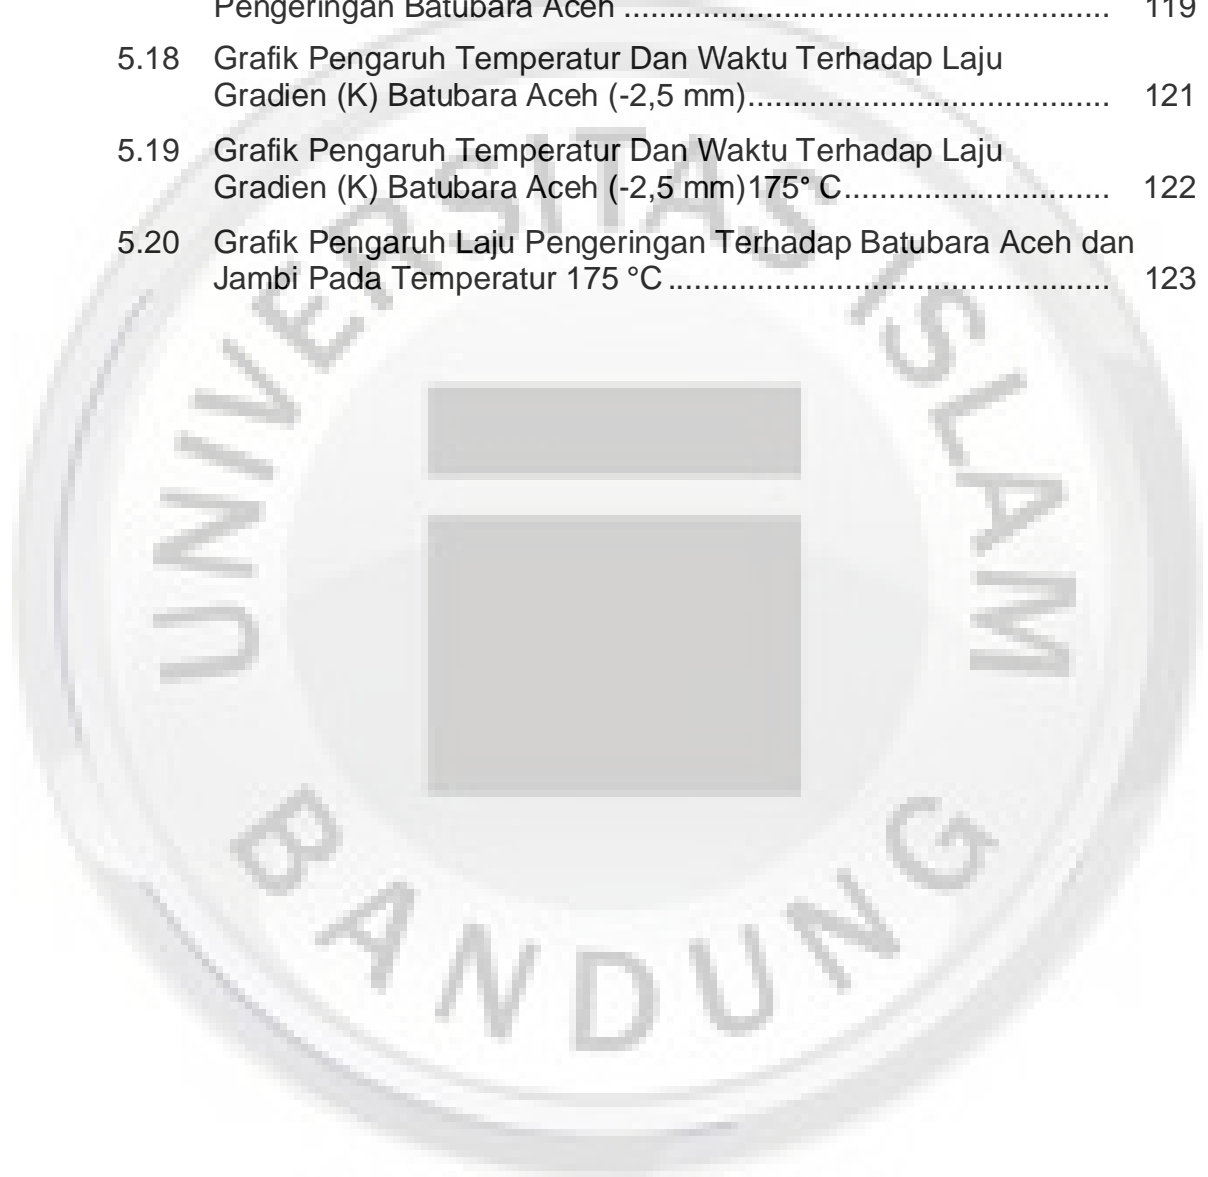 Pengeringan Batubara Aceh ........................................................ 119
5.18 Grafik Pengaruh Temperatur Dan Waktu Terhadap Laju
Gradien (K) Batubara Aceh (-2,5 mm).......................................... 121
5.19 Grafik Pengaruh Temperatur Dan Waktu Terhadap Laju
Gradien (K) Batubara Aceh (-2,5 mm)175° C............................... 122
5.20 Grafik Pengaruh Laju Pengeringan Terhadap Batubara Aceh dan
Jambi Pada Temperatur 175 °C ................................................... 123
UNIVERSITAS ISLAM
BANDUNG